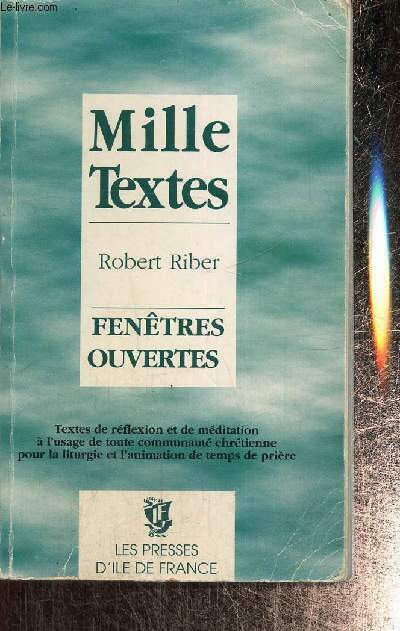 Le-livre.com
Mille
Textes
Robert Riber
FENÊTRES
OUVERTES
Textes de réflexion et de méditation
à l'usage de toute communauté chrétienne
pour la liturgie et l'animation de temps de prière
LES PRESSES
D'ILE DE FRANCE